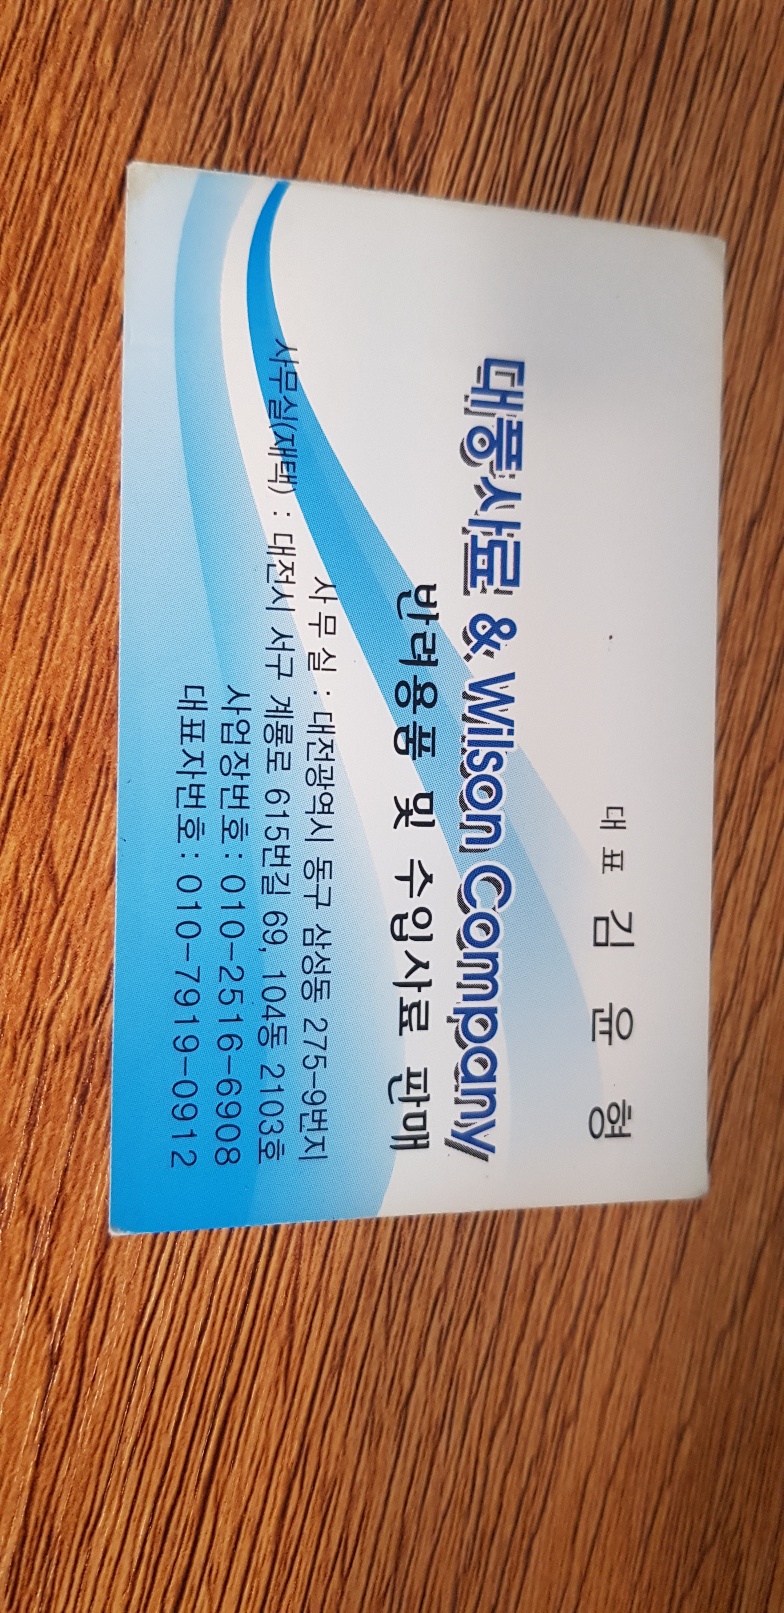 대 표 김 윤 형
대풍사료 & Wilson Company
반려용품 및 수입사료 판매
사 무 실 : 대전광역시 동구 삼성동 275-9번지
사무실(재택) : 대전시 서구 계룡로 615번길 69, 104동 2103호
사업장번호 : 010-2516-6908
대표자번호 : 010-7919-0912